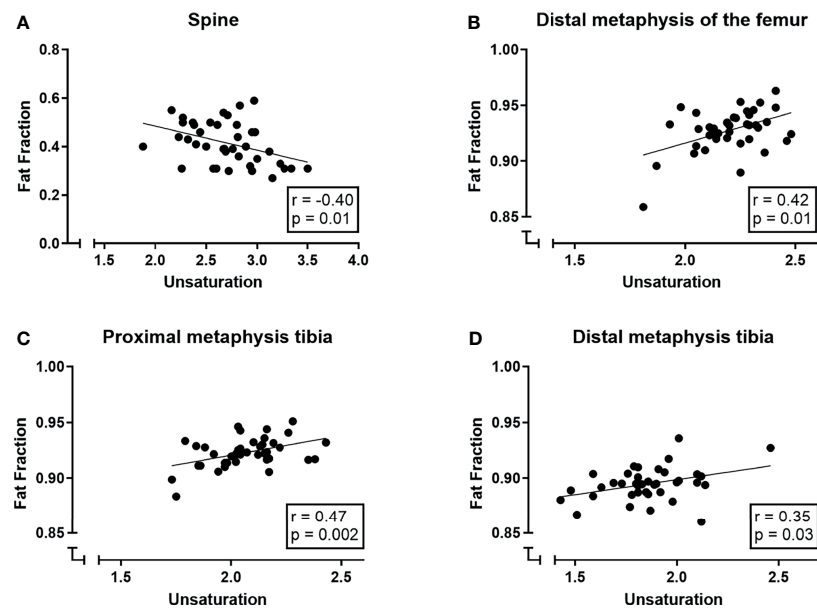 A
Spine
0.8
0.6
0.4
0.2
0.0
Fat Fraction
r = -0.40
p = 0.01
1.5 2.0 2.5 3.0 3.5 4.0
Unsaturation
B
Distal metaphysis of the femur
1.00
0.95
0.90
0.85
Fat Fraction
r = 0.42
p = 0.01
1.5 2.0 2.5
Unsaturation
C
Proximal metaphysis tibia
1.00
0.95
0.90
0.85
Fat Fraction
r = 0.47
p = 0.002
1.5 2.0 2.5
Unsaturation
D
Distal metaphysis tibia
1.00
0.95
0.90
0.85
Fat Fraction
r = 0.35
p = 0.03
1.5 2.0 2.5
Unsaturation